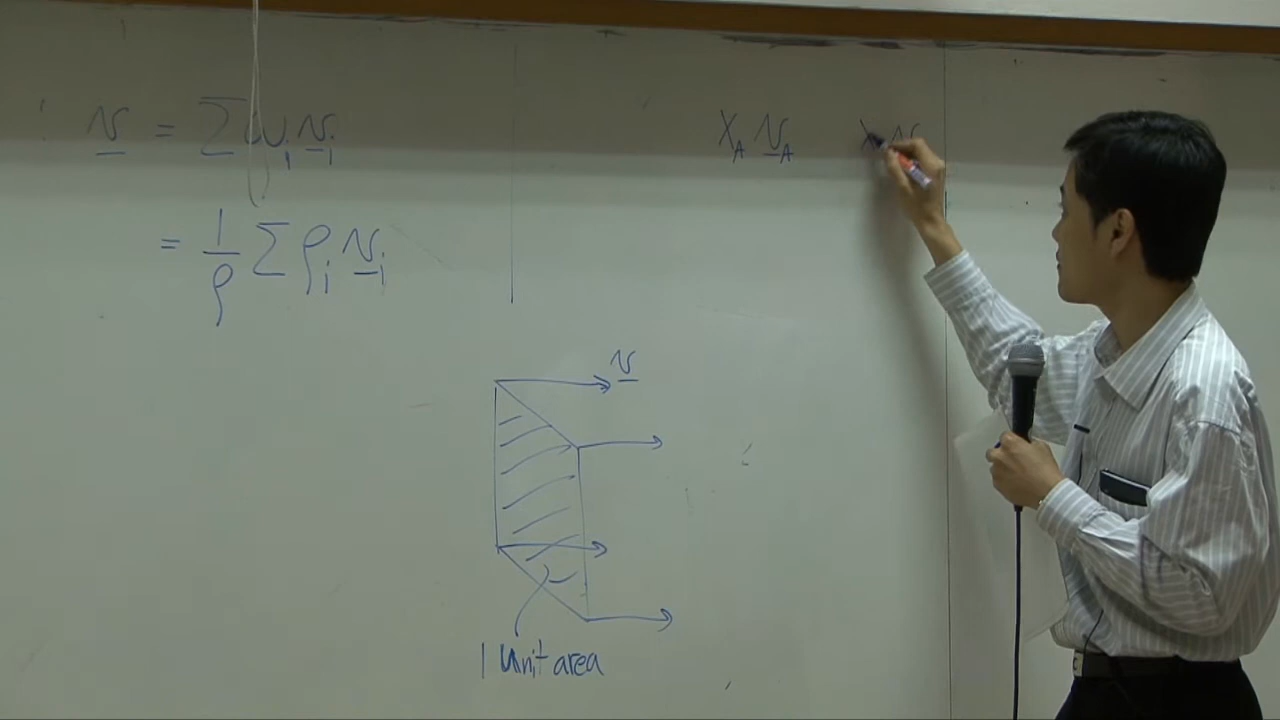 v = Σ ω_i v_i
= 1/ρ Σ ρ_i v_i
x_A v_A
x v
v
1 Unit area